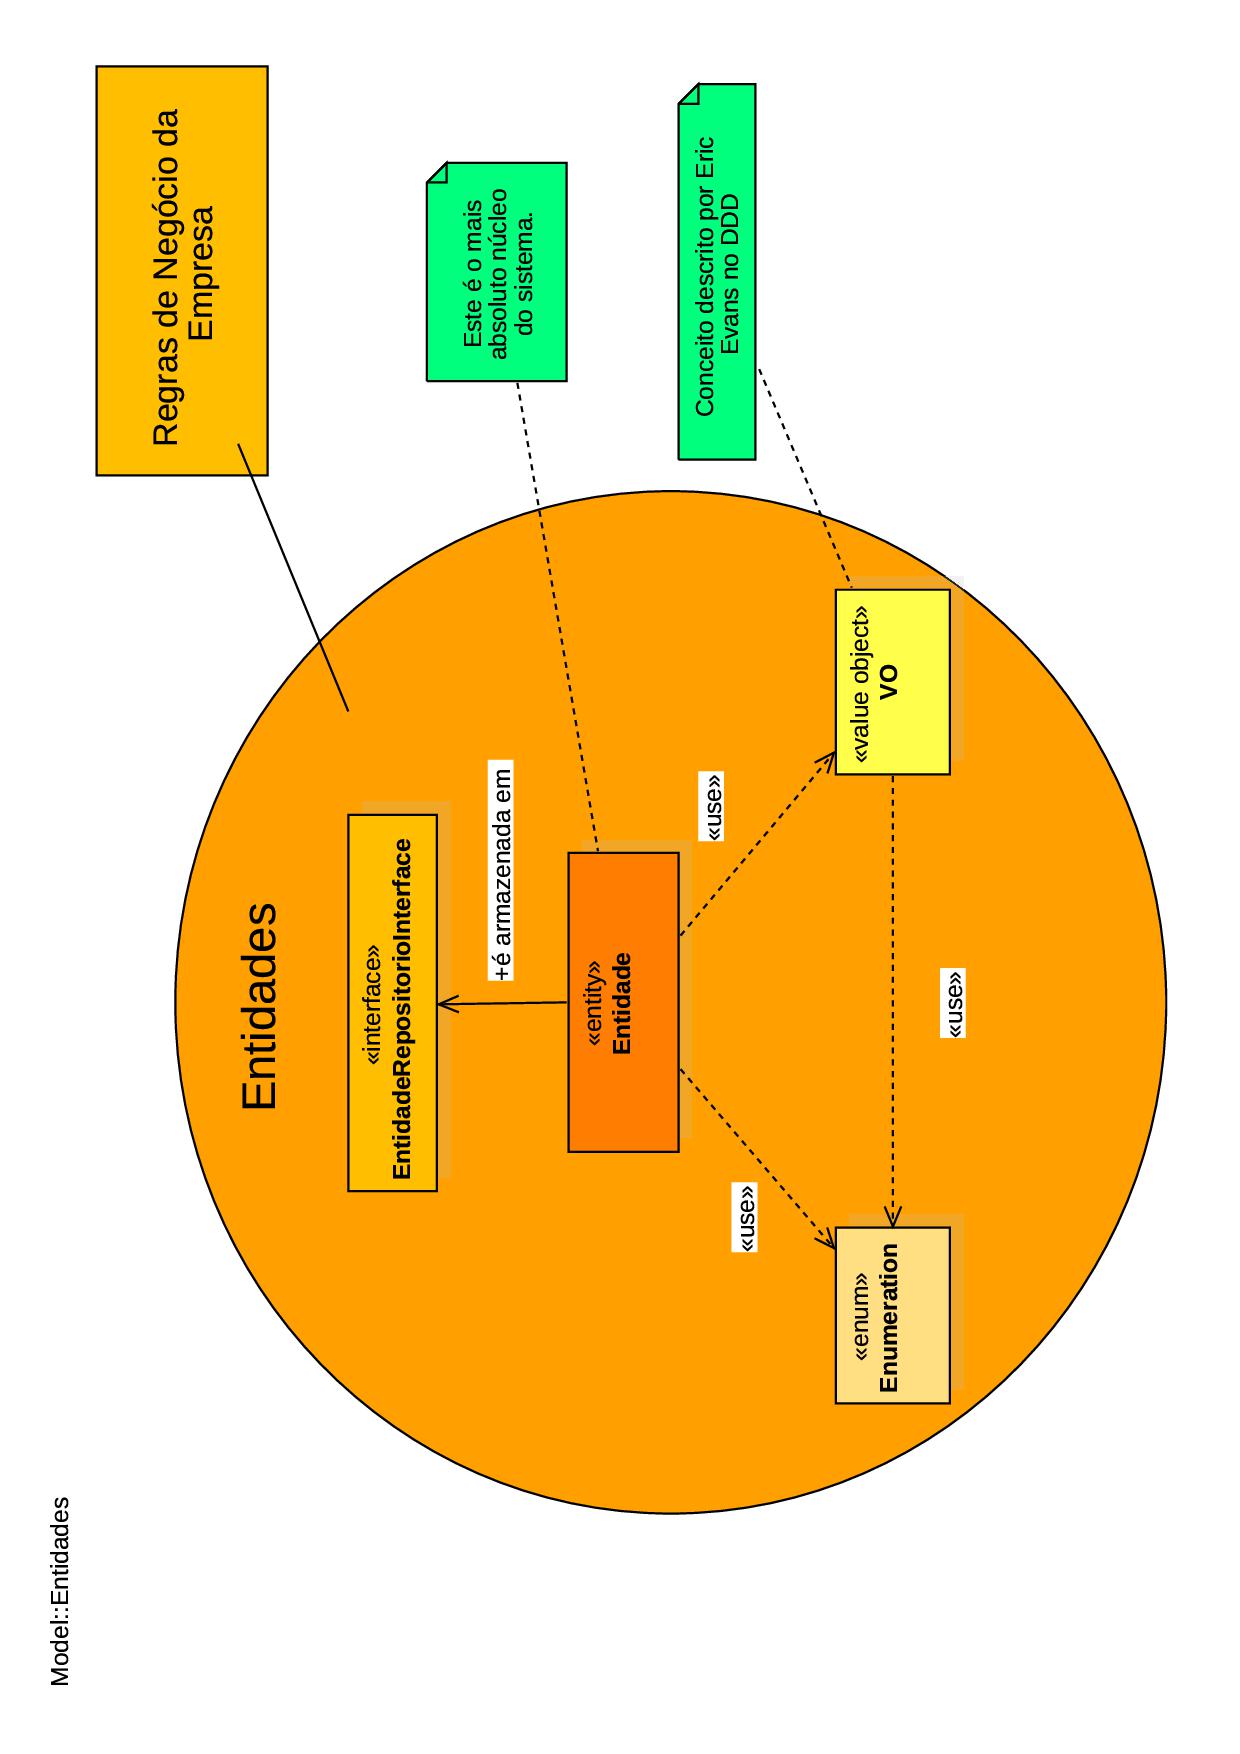 Model::Entidades
Regras de Negócio da
Empresa
Entidades
«interface»
EntidadeRepositorioInterface
+é armazenada em
Este é o mais
absoluto núcleo
do sistema.
«entity»
Entidade
«use»
«use»
Conceito descrito por Eric
Evans no DDD
«enum»
Enumeration
«value object»
VO
«use»